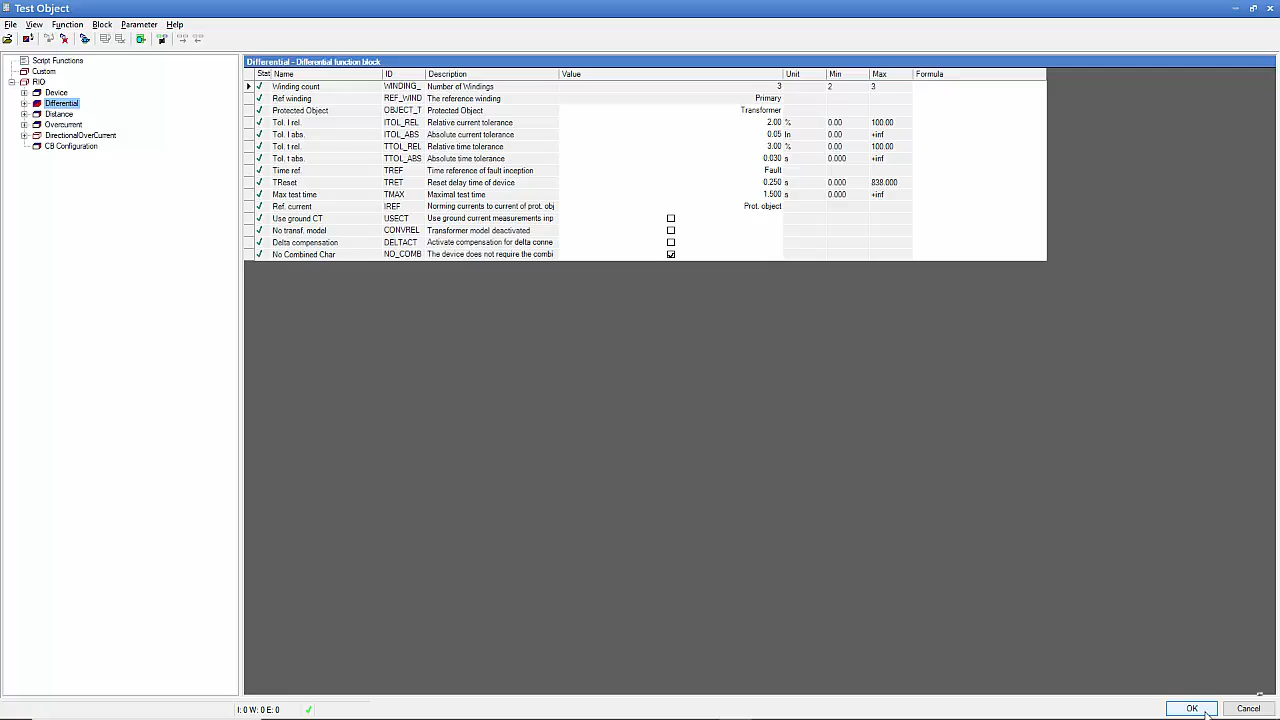 Test Object
File View Function Block Parameter Help
Script Functions
Custom
RIO
Device
Differential
Distance
Overcurrent
DirectionalOverCurrent
CB Configuration
Differential - Differential function block
Stat Name ID Description Value Unit Min Max Formula
Winding count WINDING_ Number of Windings 3 2 3
Ref winding REF_WIND The reference winding Primary
Protected Object OBJECT_T Protected Object Transformer
Tol. I rel. ITOL_REL Relative current tolerance 2.00 % 0.00 100.00
Tol. I abs. ITOL_ABS Absolute current tolerance 0.05 In 0.00 +inf
Tol. t rel. TTOL_REL Relative time tolerance 3.00 % 0.00 100.00
Tol. t abs. TTOL_ABS Absolute time tolerance 0.030 s 0.000 +inf
Time ref. TREF Time reference of fault inception Fault
TReset TRET Reset delay time of device 0.250 s 0.000 838.000
Max test time TMAX Maximal test time 1.500 s 0.000 +inf
Ref. current IREF Norming currents to current of prot. obj Prot. object
Use ground CT USECT Use ground current measurements inp
No transf. model CONVREL Transformer model deactivated
Delta compensation DELTACT Activate compensation for delta conne
No Combined Char NO_COMB The device does not require the combi
I: 0 W: 0 E: 0
OK Cancel